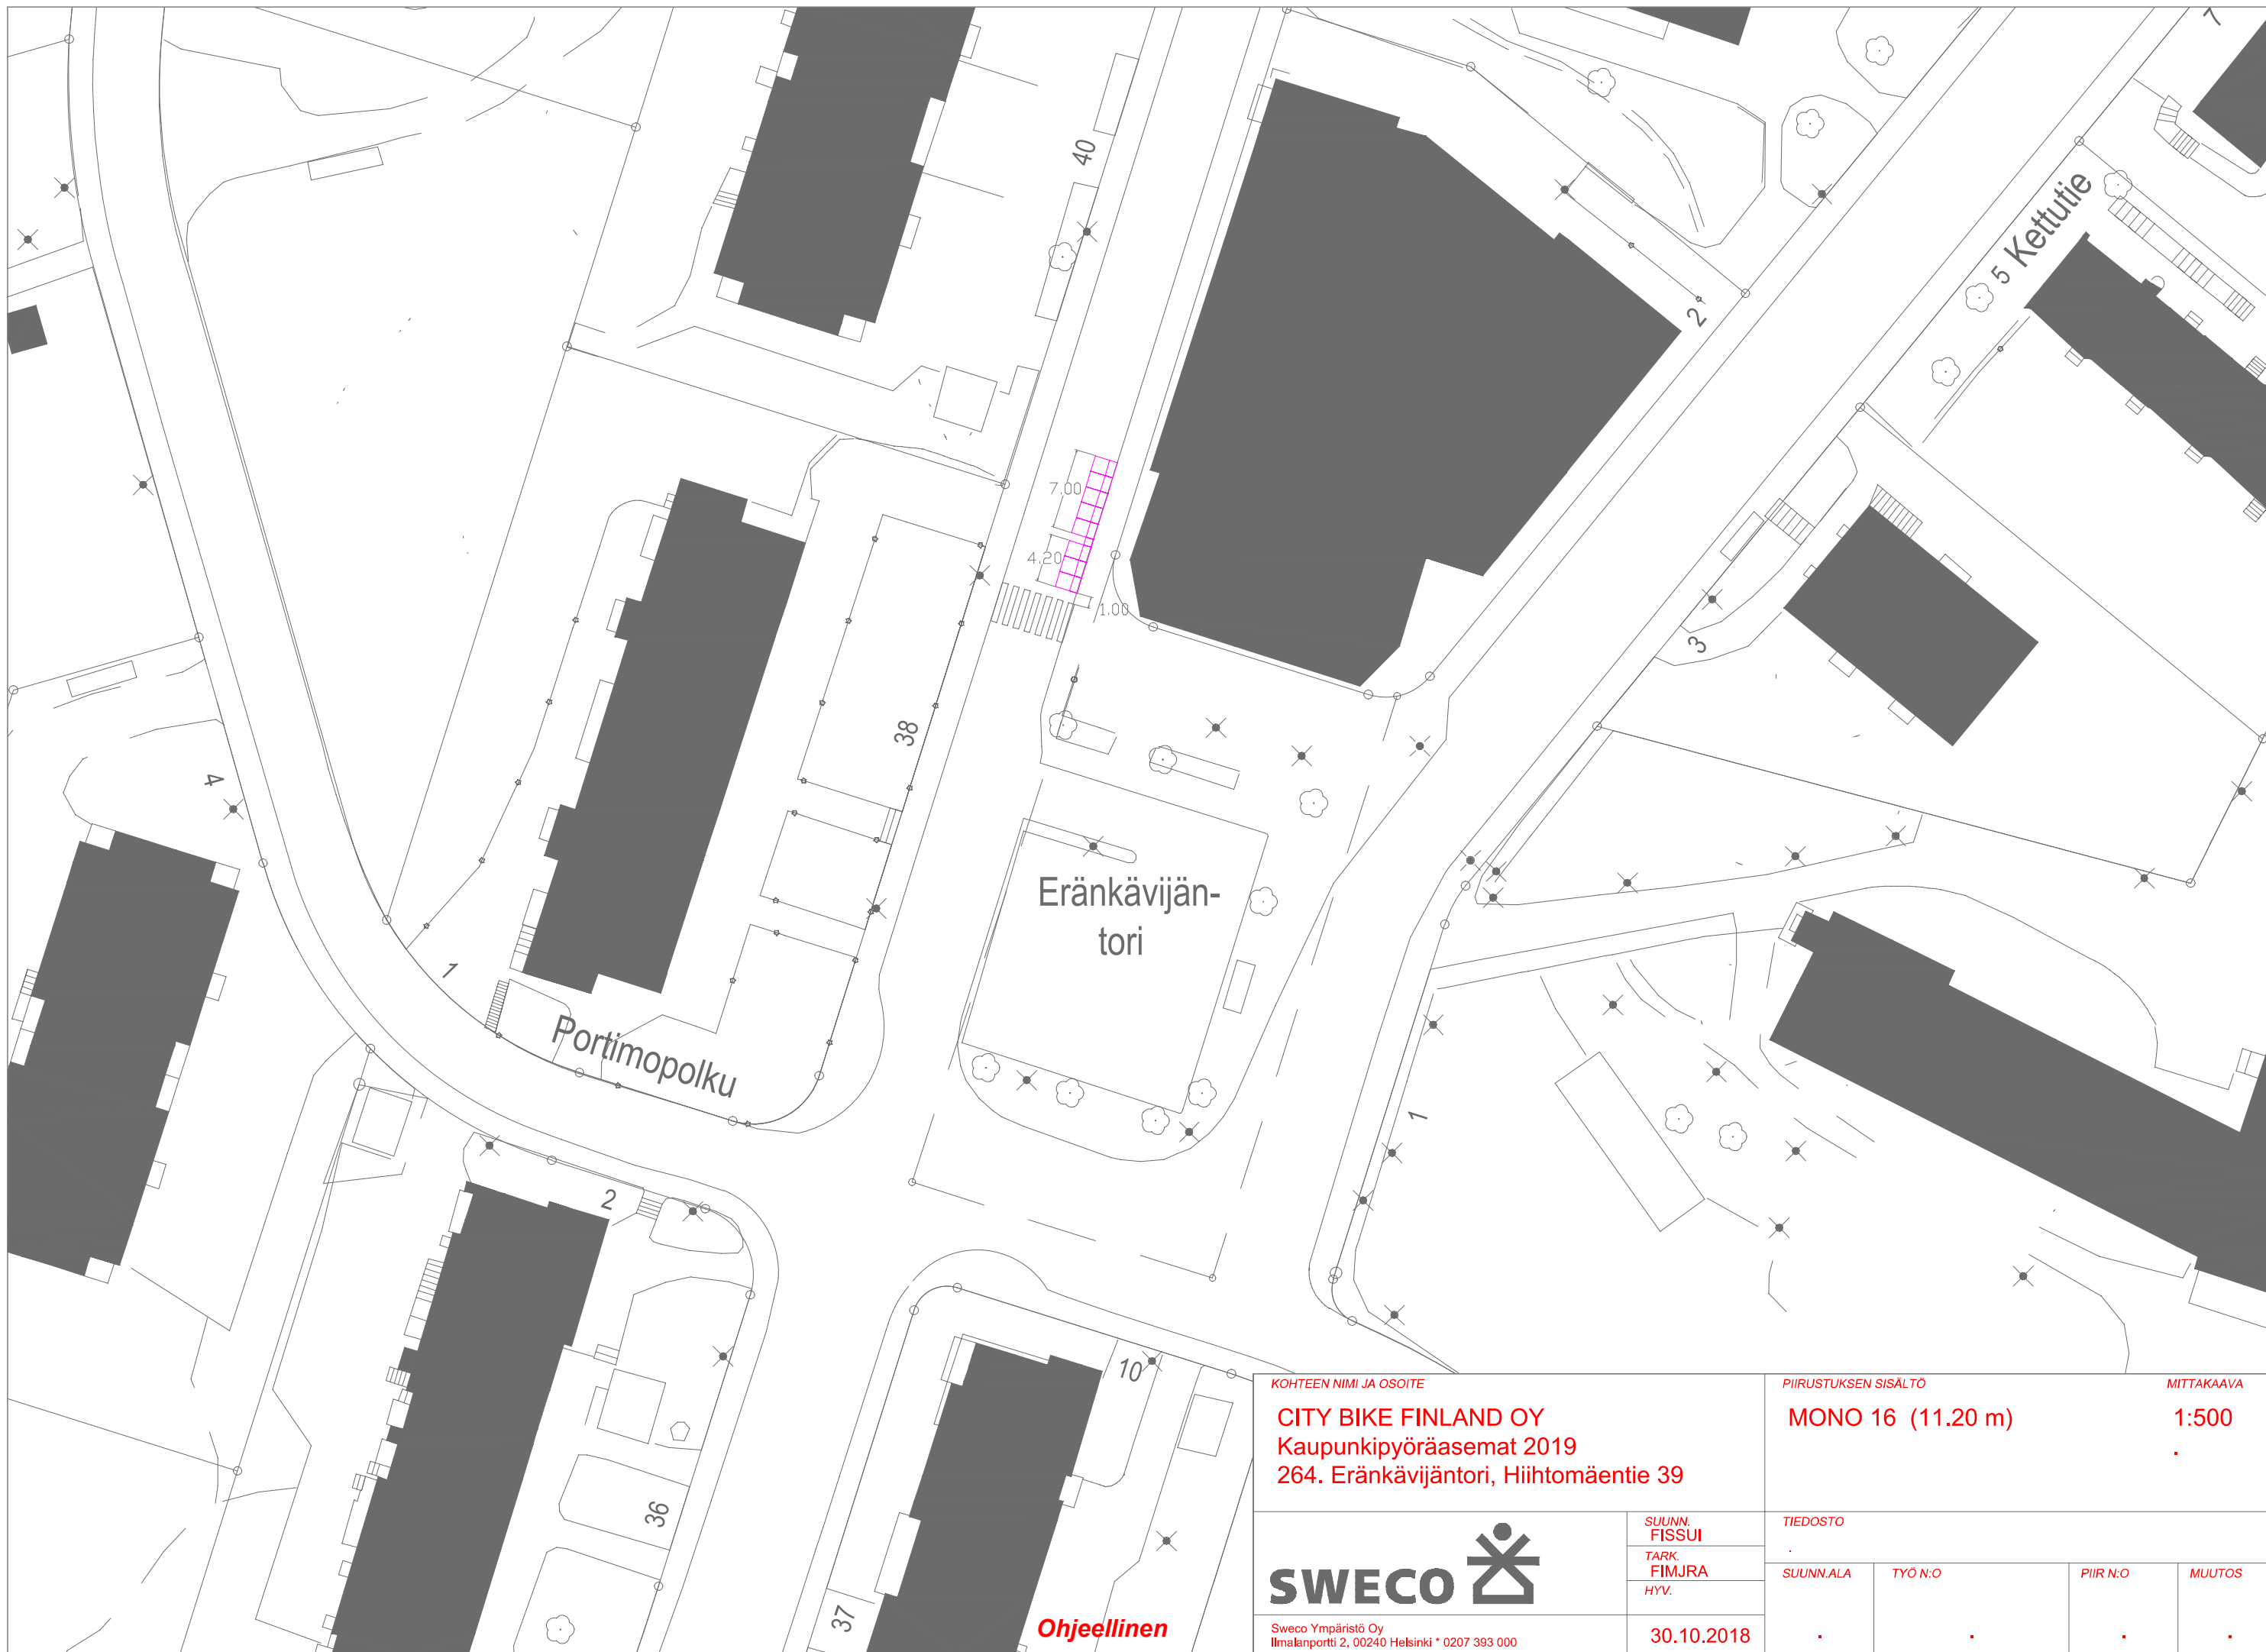 7
40
Kettutie
5
2
7.00
4.20
1.00
3
38
4
Eränkävijän-
tori
1
Portimopolku
1
2
10
36
37
Ohjeellinen
KOHTEEN NIMI JA OSOITE
CITY BIKE FINLAND OY
Kaupunkipyöräasemat 2019
264. Eränkävijäntori, Hiihtomäentie 39
PIIRUSTUKSEN SISÄLTÖ
MITTAKAAVA
MONO 16 (11.20 m)
1:500
.
SWECO
SUUNN.
FISSUI
TARK.
FIMJRA
HYV.
TIEDOSTO
.
SUUNN.ALA
TYÖ N:O
PIIR N:O
MUUTOS
Sweco Ympäristö Oy
Ilmalanportti 2, 00240 Helsinki * 0207 393 000
30.10.2018
. . . .